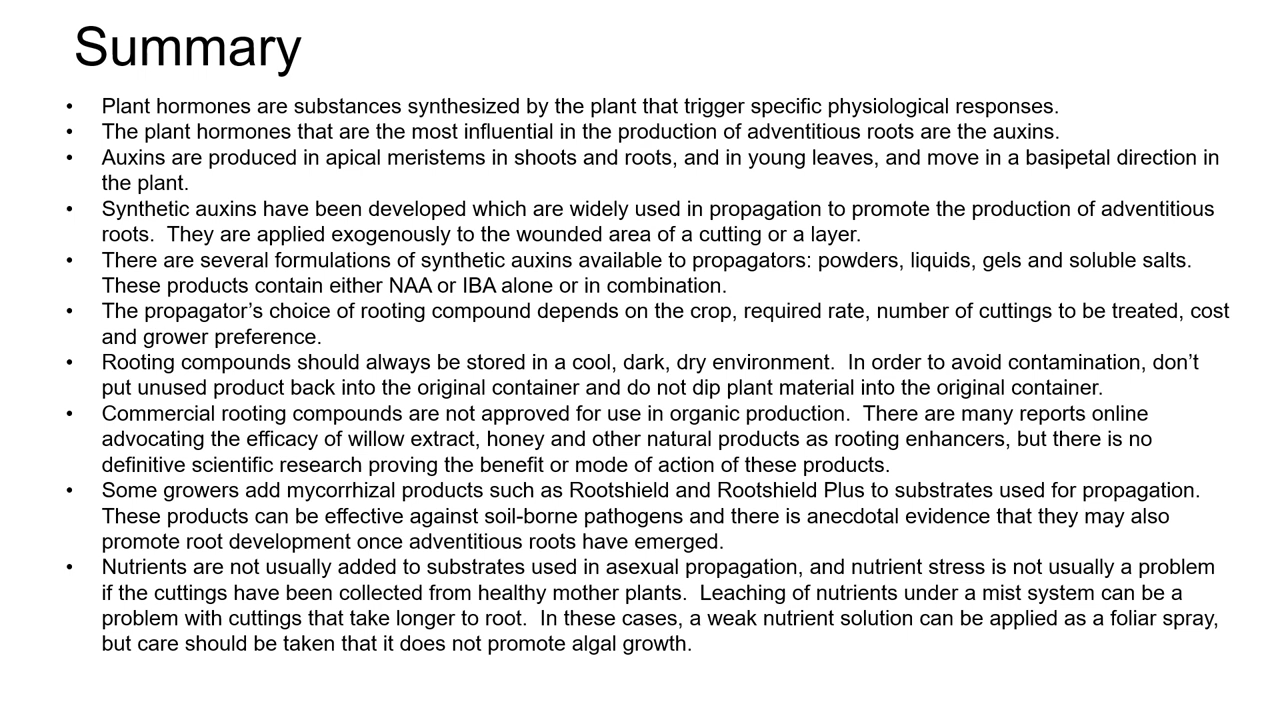 Summary
• Plant hormones are substances synthesized by the plant that trigger specific physiological responses.
• The plant hormones that are the most influential in the production of adventitious roots are the auxins.
• Auxins are produced in apical meristems in shoots and roots, and in young leaves, and move in a basipetal direction in
the plant.
• Synthetic auxins have been developed which are widely used in propagation to promote the production of adventitious
roots.  They are applied exogenously to the wounded area of a cutting or a layer.
• There are several formulations of synthetic auxins available to propagators: powders, liquids, gels and soluble salts.
These products contain either NAA or IBA alone or in combination.
• The propagator’s choice of rooting compound depends on the crop, required rate, number of cuttings to be treated, cost
and grower preference.
• Rooting compounds should always be stored in a cool, dark, dry environment.  In order to avoid contamination, don’t
put unused product back into the original container and do not dip plant material into the original container.
• Commercial rooting compounds are not approved for use in organic production.  There are many reports online
advocating the efficacy of willow extract, honey and other natural products as rooting enhancers, but there is no
definitive scientific research proving the benefit or mode of action of these products.
• Some growers add mycorrhizal products such as Rootshield and Rootshield Plus to substrates used for propagation.
These products can be effective against soil-borne pathogens and there is anecdotal evidence that they may also
promote root development once adventitious roots have emerged.
• Nutrients are not usually added to substrates used in asexual propagation, and nutrient stress is not usually a problem
if the cuttings have been collected from healthy mother plants.  Leaching of nutrients under a mist system can be a
problem with cuttings that take longer to root.  In these cases, a weak nutrient solution can be applied as a foliar spray,
but care should be taken that it does not promote algal growth.